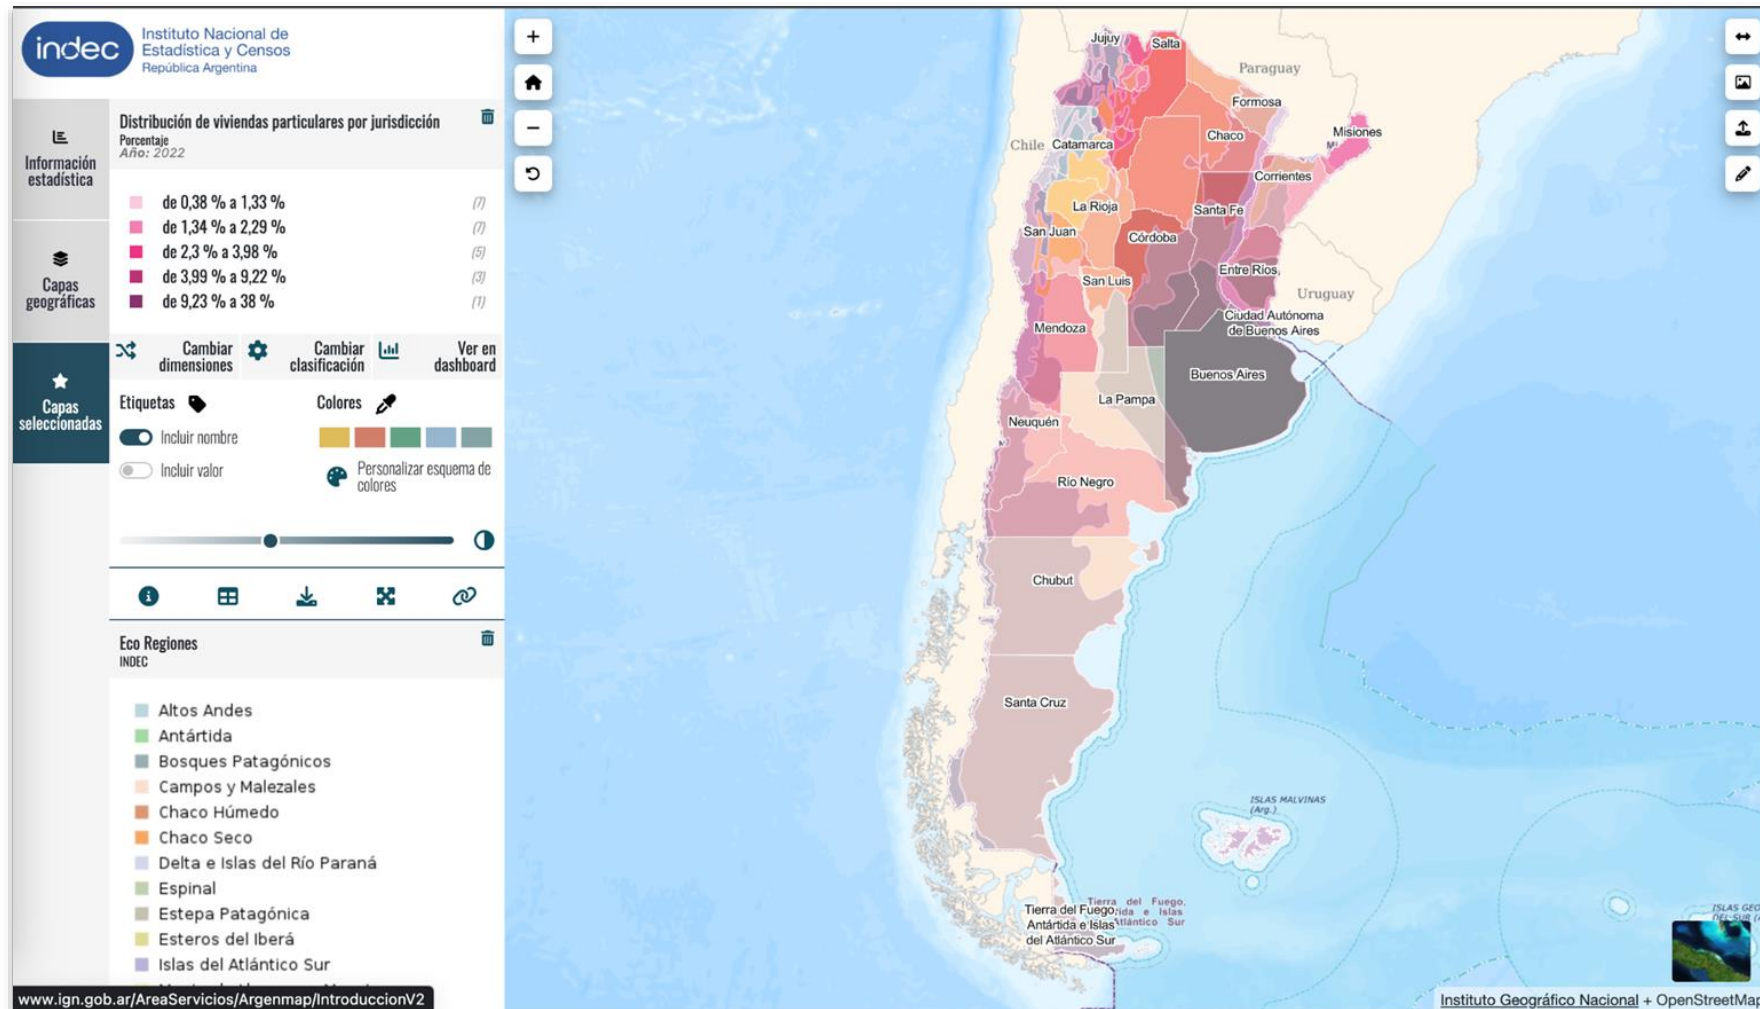 indec
Instituto Nacional de
Estadística y Censos
República Argentina
Información
estadística
Capas
geográficas
Capas
seleccionadas
Distribución de viviendas particulares por jurisdicción
Porcentaje
Año: 2022
de 0,38 % a 1,33 % (7)
de 1,34 % a 2,29 % (7)
de 2,3 % a 3,98 % (5)
de 3,99 % a 9,22 % (3)
de 9,23 % a 38 % (1)
Cambiar
dimensiones
Cambiar
clasificación
Ver en
dashboard
Etiquetas
Colores
Incluir nombre
Incluir valor
Personalizar esquema de
colores
Eco Regiones
INDEC
Altos Andes
Antártida
Bosques Patagónicos
Campos y Malezales
Chaco Húmedo
Chaco Seco
Delta e Islas del Río Paraná
Espinal
Estepa Patagónica
Esteros del Iberá
Islas del Atlántico Sur
www.ign.gob.ar/AreaServicios/Argenmap/IntroduccionV2
Jujuy
Salta
Paraguay
Formosa
Chaco
Misiones
Chile
Catamarca
Corrientes
La Rioja
Santa Fe
San Juan
Córdoba
Entre Ríos
San Luis
Uruguay
Mendoza
Ciudad Autónoma
de Buenos Aires
Buenos Aires
La Pampa
Neuquén
Río Negro
Chubut
Santa Cruz
ISLAS MALVINAS
(Arg.)
Tierra del Fuego,
Antártida e Islas
del Atlántico Sur
Tierra del Fuego,
e Islas
Atlántico Sur
ISLAS
Instituto Geográfico Nacional + OpenStreetMap